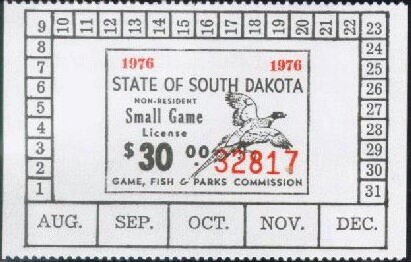 9 10 11 12 13 14 15 16 17 18 19 20 21 22 23
8 24
7 1976 1976 25
6 STATE OF SOUTH DAKOTA 26
5 NON-RESIDENT 27
4 Small Game 28
3 License 29
2 $30.00 32817 30
1 GAME, FISH & PARKS COMMISSION 31
AUG. SEP. OCT. NOV. DEC.